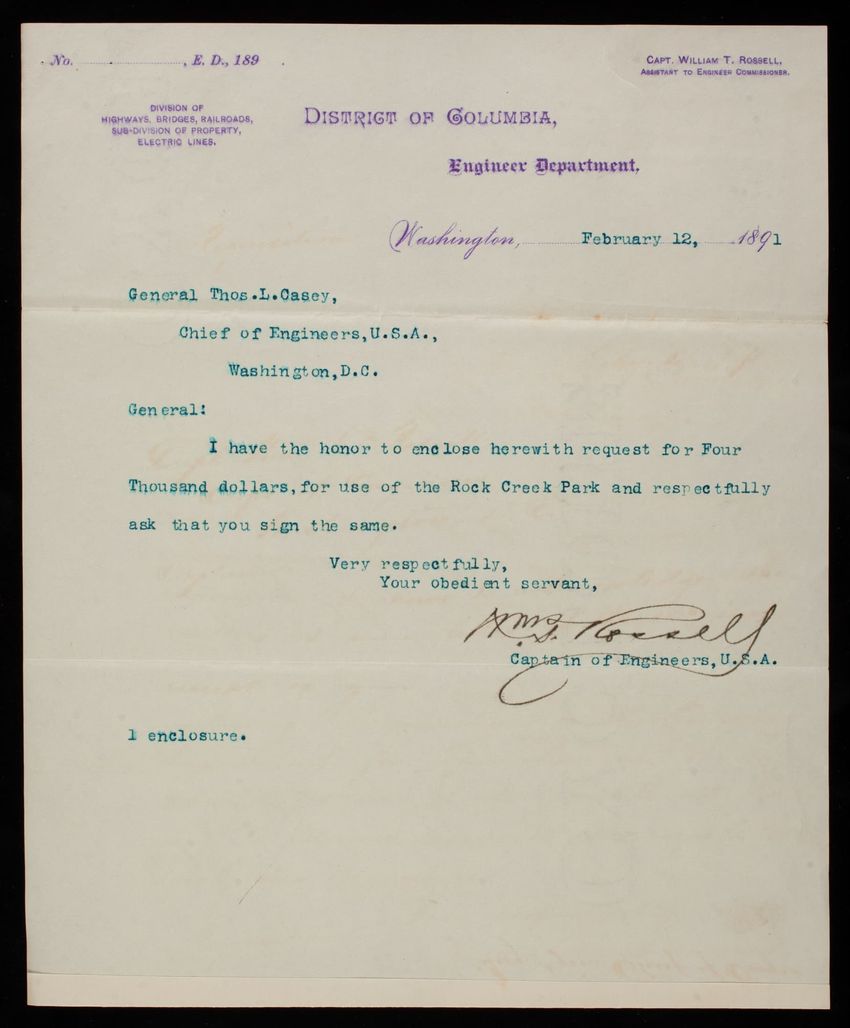 No. , E. D., 189 .
CAPT. WILLIAM T. ROSSELL,
ASSISTANT TO ENGINEER COMMISSIONER.
DIVISION OF
HIGHWAYS, BRIDGES, RAILROADS,
SUB-DIVISION OF PROPERTY,
ELECTRIC LINES.
DISTRICT OF COLUMBIA,
Engineer Department.
Washington, February 12, 1891
General Thos.L.Casey,
Chief of Engineers,U.S.A.,
Washington,D.C.
General:
I have the honor to enclose herewith request for Four
Thousand dollars,for use of the Rock Creek Park and respectfully
ask that you sign the same.
Very respectfully,
Your obedient servant,
Wm. T. Rossell
Captain of Engineers,U.S.A.
1 enclosure.